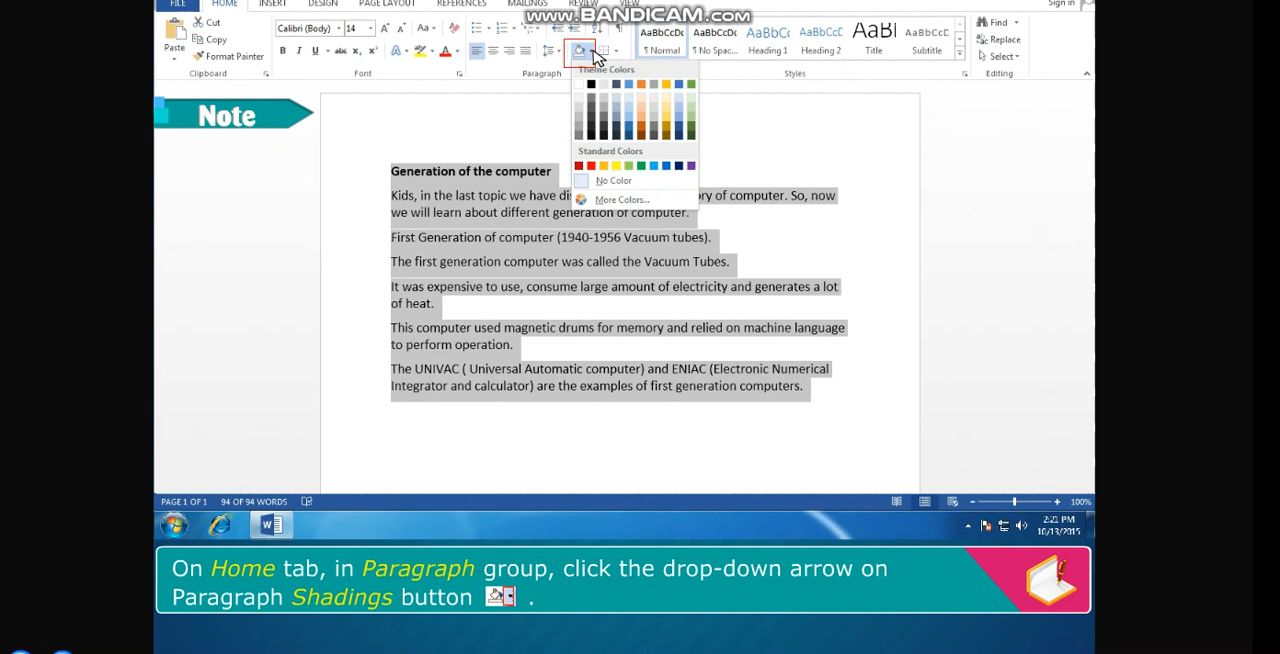 FILE HOME INSERT DESIGN PAGE LAYOUT REFERENCES MAILINGS REVIEW VIEW Sign in
www.BANDICAM.com
Cut
Copy
Format Painter
Paste
Clipboard
Calibri (Body) 14
Font
Paragraph
AaBbCcDc AaBbCcDc AaBbC AaBbCc AaBl AaBbCcD
¶ Normal ¶ No Spac... Heading 1 Heading 2 Title Subtitle
Styles
Find
Replace
Select
Editing
Theme Colors
Standard Colors
No Color
More Colors...
Note
Generation of the computer
Kids, in the last topic we have dis ory of computer. So, now
we will learn about different generation of computer.
First Generation of computer (1940-1956 Vacuum tubes).
The first generation computer was called the Vacuum Tubes.
It was expensive to use, consume large amount of electricity and generates a lot
of heat.
This computer used magnetic drums for memory and relied on machine language
to perform operation.
The UNIVAC ( Universal Automatic computer) and ENIAC (Electronic Numerical
Integrator and calculator) are the examples of first generation computers.
PAGE 1 OF 1 94 OF 94 WORDS 100%
2:21 PM
10/13/2015
On Home tab, in Paragraph group, click the drop-down arrow on
Paragraph Shadings button .